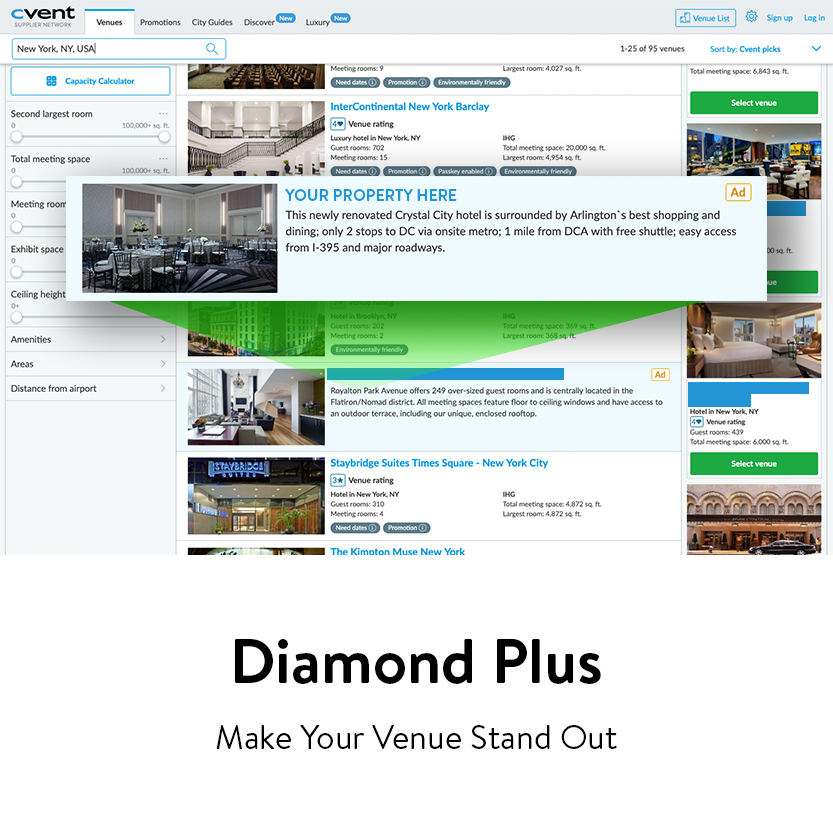 cvent
SUPPLIER NETWORK
Venues
Promotions
City Guides
Discover New
Luxury New
Venue List
Sign up
Log in
New York, NY, USA
1-25 of 95 venues
Sort by: Cvent picks
Capacity Calculator
Second largest room ...
0 100,000+ sq. ft.
Total meeting space ...
0 100,000+ sq. ft.
Meeting room
0
Exhibit space
0
Ceiling height
0+
Amenities
Areas
Distance from airport
Meeting rooms: 9 Largest room: 4,027 sq. ft.
Need dates Promotion Environmentally friendly
InterContinental New York Barclay
4 Venue rating
Luxury hotel in New York, NY IHG
Guest rooms: 702 Total meeting space: 20,000 sq. ft.
Meeting rooms: 15 Largest room: 4,954 sq. ft.
Need dates Promotion Passkey enabled Environmentally friendly
YOUR PROPERTY HERE Ad
This newly renovated Crystal City hotel is surrounded by Arlington`s best shopping and
dining; only 2 stops to DC via onsite metro; 1 mile from DCA with free shuttle; easy access
from I-395 and major roadways.
Venue rating
Hotel in Brooklyn, NY IHG
Guest rooms: 202 Total meeting space: 369 sq. ft.
Meeting rooms: 2 Largest room: 368 sq. ft.
Environmentally friendly
Ad
Royalton Park Avenue offers 249 over-sized guest rooms and is centrally located in the
Flatiron/Nomad district. All meeting spaces feature floor to ceiling windows and have access to
an outdoor terrace, including our unique, enclosed rooftop.
STAYBRIDGE
SUITES
Staybridge Suites Times Square - New York City
3 Venue rating
Hotel in New York, NY IHG
Guest rooms: 310 Total meeting space: 4,872 sq. ft.
Meeting rooms: 4 Largest room: 4,872 sq. ft.
Need dates Promotion
The Kimpton Muse New York
Total meeting space: 6,843 sq. ft.
Select venue
00 sq. ft.
ue
Hotel in New York, NY
4 Venue rating
Guest rooms: 439
Total meeting space: 6,000 sq. ft.
Select venue
Diamond Plus
Make Your Venue Stand Out